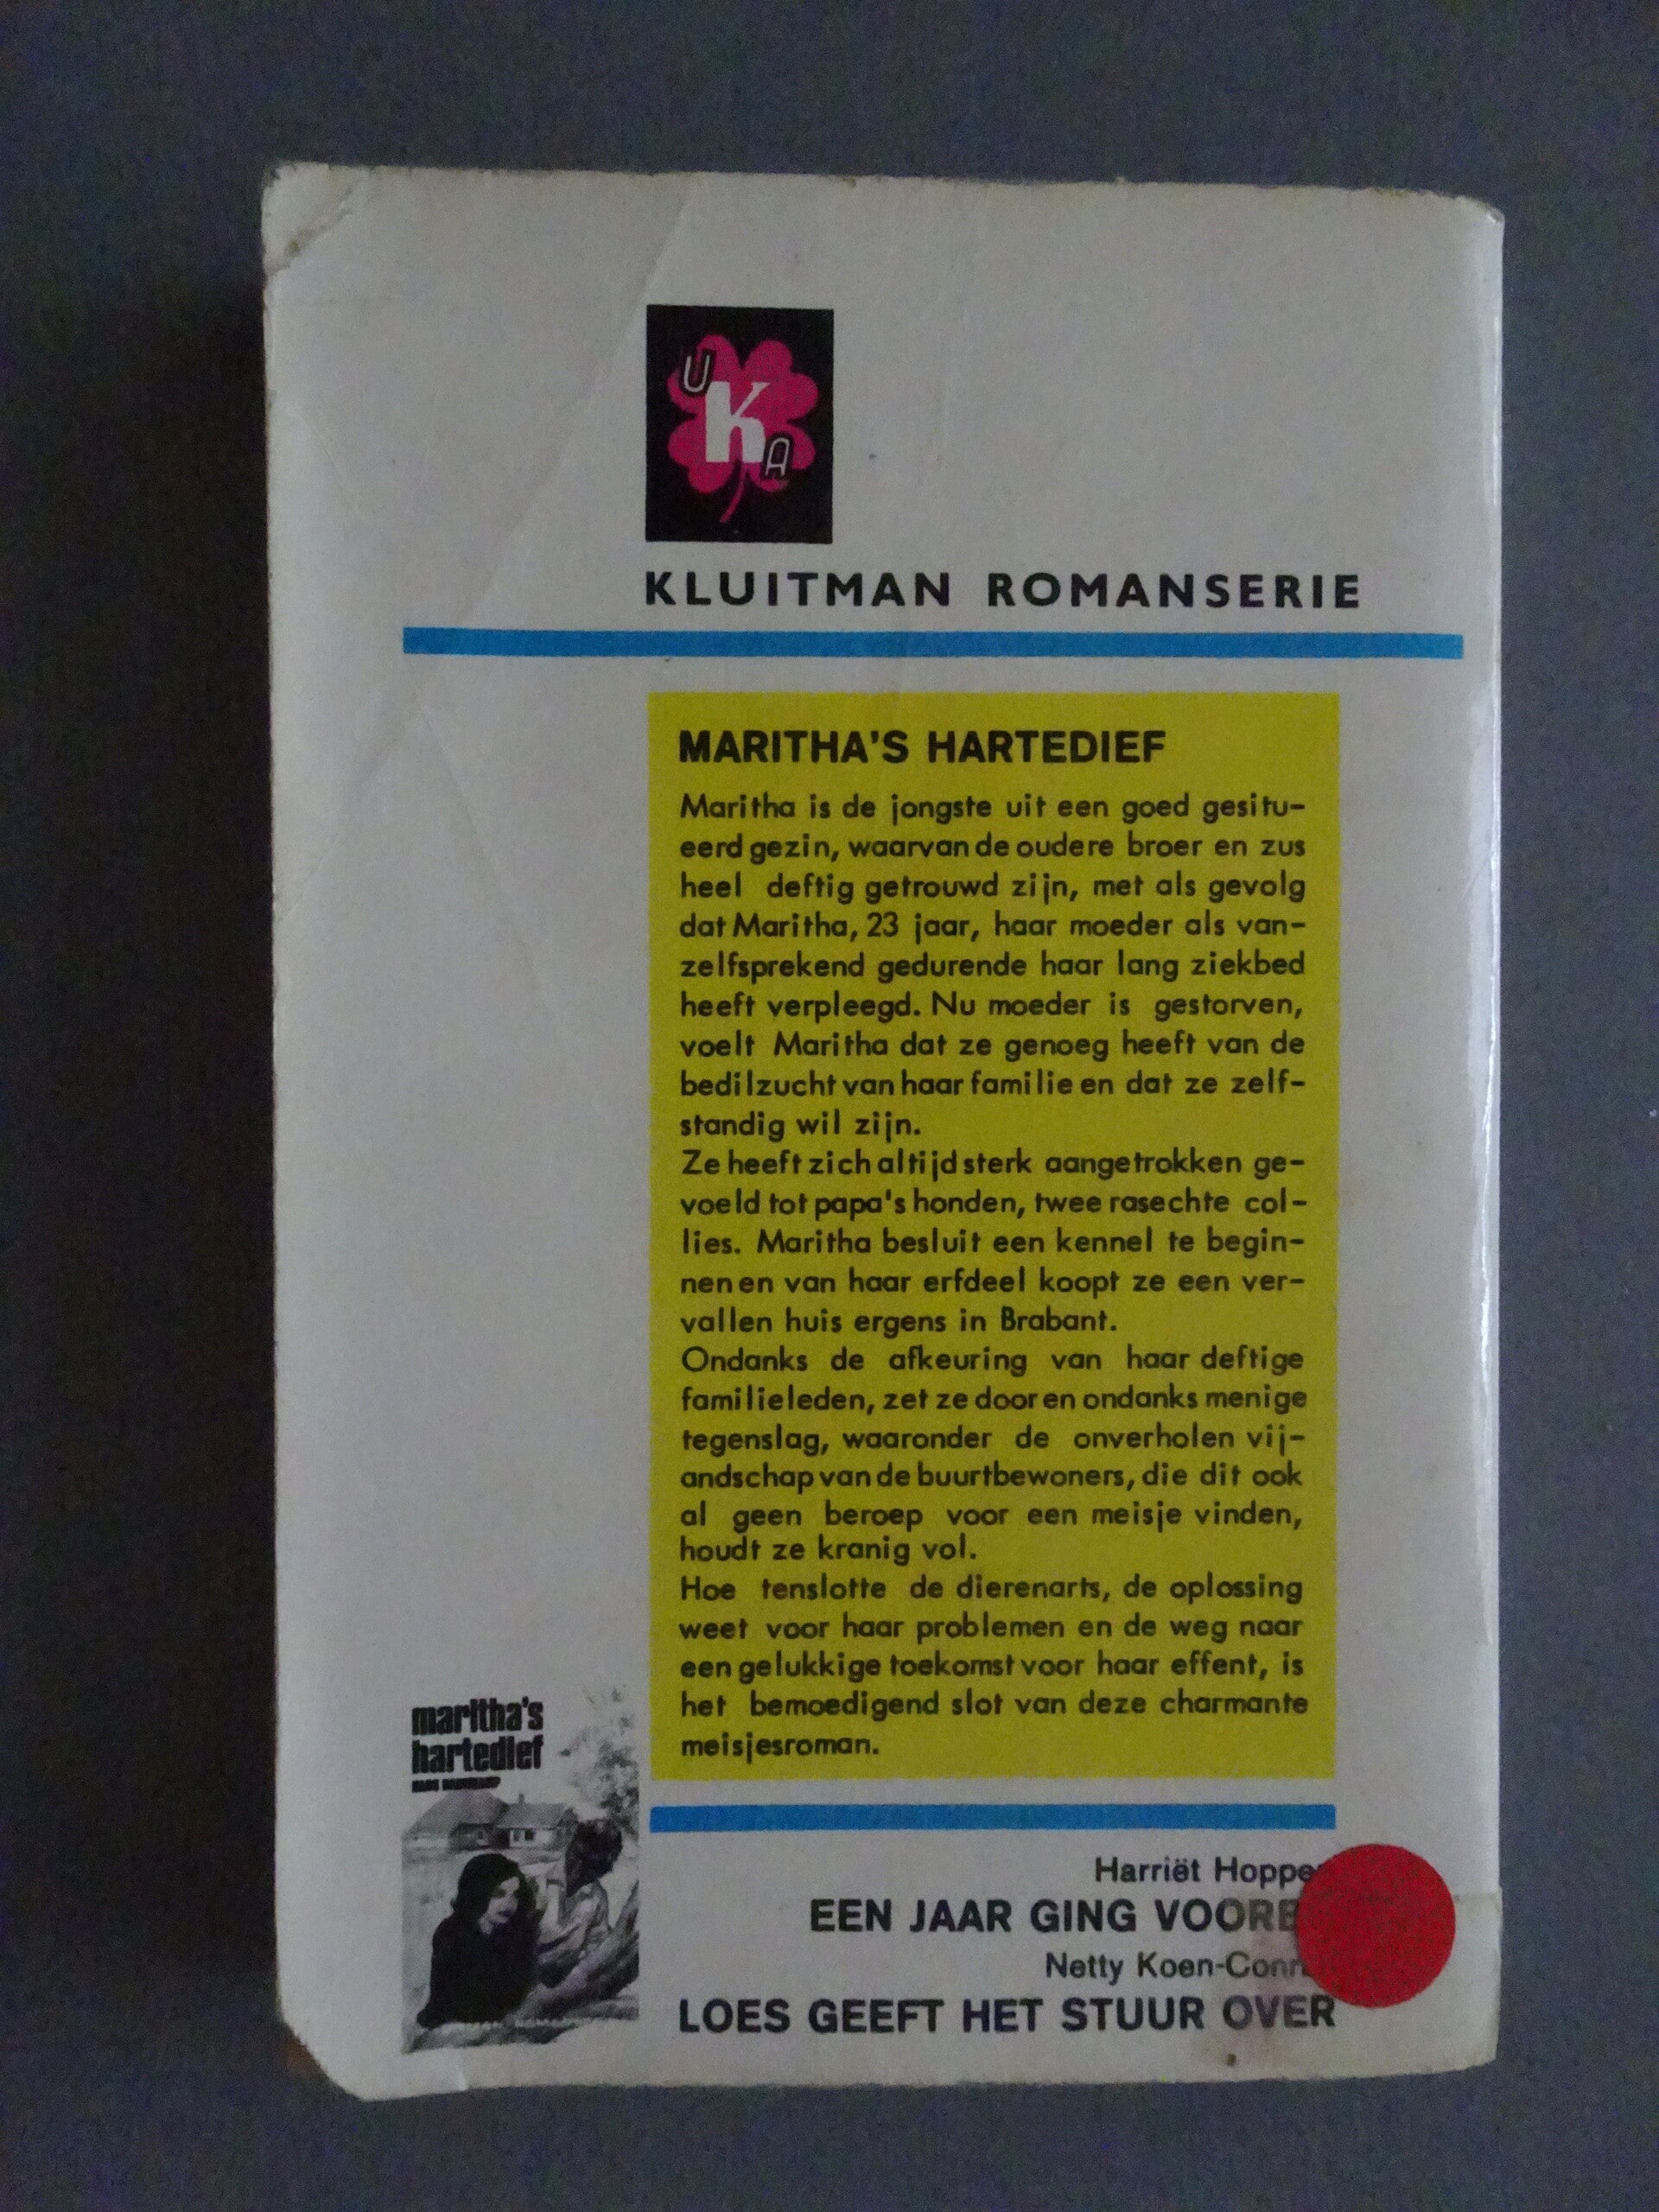 U
K
A
KLUITMAN ROMANSERIE
MARITHA'S HARTEDIEF
Maritha is de jongste uit een goed gesitu-
eerd gezin, waarvan de oudere broer en zus
heel deftig getrouwd zijn, met als gevolg
dat Maritha, 23 jaar, haar moeder als van-
zelfsprekend gedurende haar lang ziekbed
heeft verpleegd. Nu moeder is gestorven,
voelt Maritha dat ze genoeg heeft van de
bedilzucht van haar familie en dat ze zelf-
standig wil zijn.
Ze heeft zich altijd sterk aangetrokken ge-
voeld tot papa's honden, twee rasechte col-
lies. Maritha besluit een kennel te begin-
nen en van haar erfdeel koopt ze een ver-
vallen huis ergens in Brabant.
Ondanks de afkeuring van haar deftige
familieleden, zet ze door en ondanks menige
tegenslag, waaronder de onverholen vij-
andschap van de buurtbewoners, die dit ook
al geen beroep voor een meisje vinden,
houdt ze kranig vol.
Hoe tenslotte de dierenarts, de oplossing
weet voor haar problemen en de weg naar
een gelukkige toekomst voor haar effent, is
het bemoedigend slot van deze charmante
meisjesroman.
maritha's
hartedief
Harriët
EEN JAAR GING
Netty
LOES GEEFT HET STUUR OVER